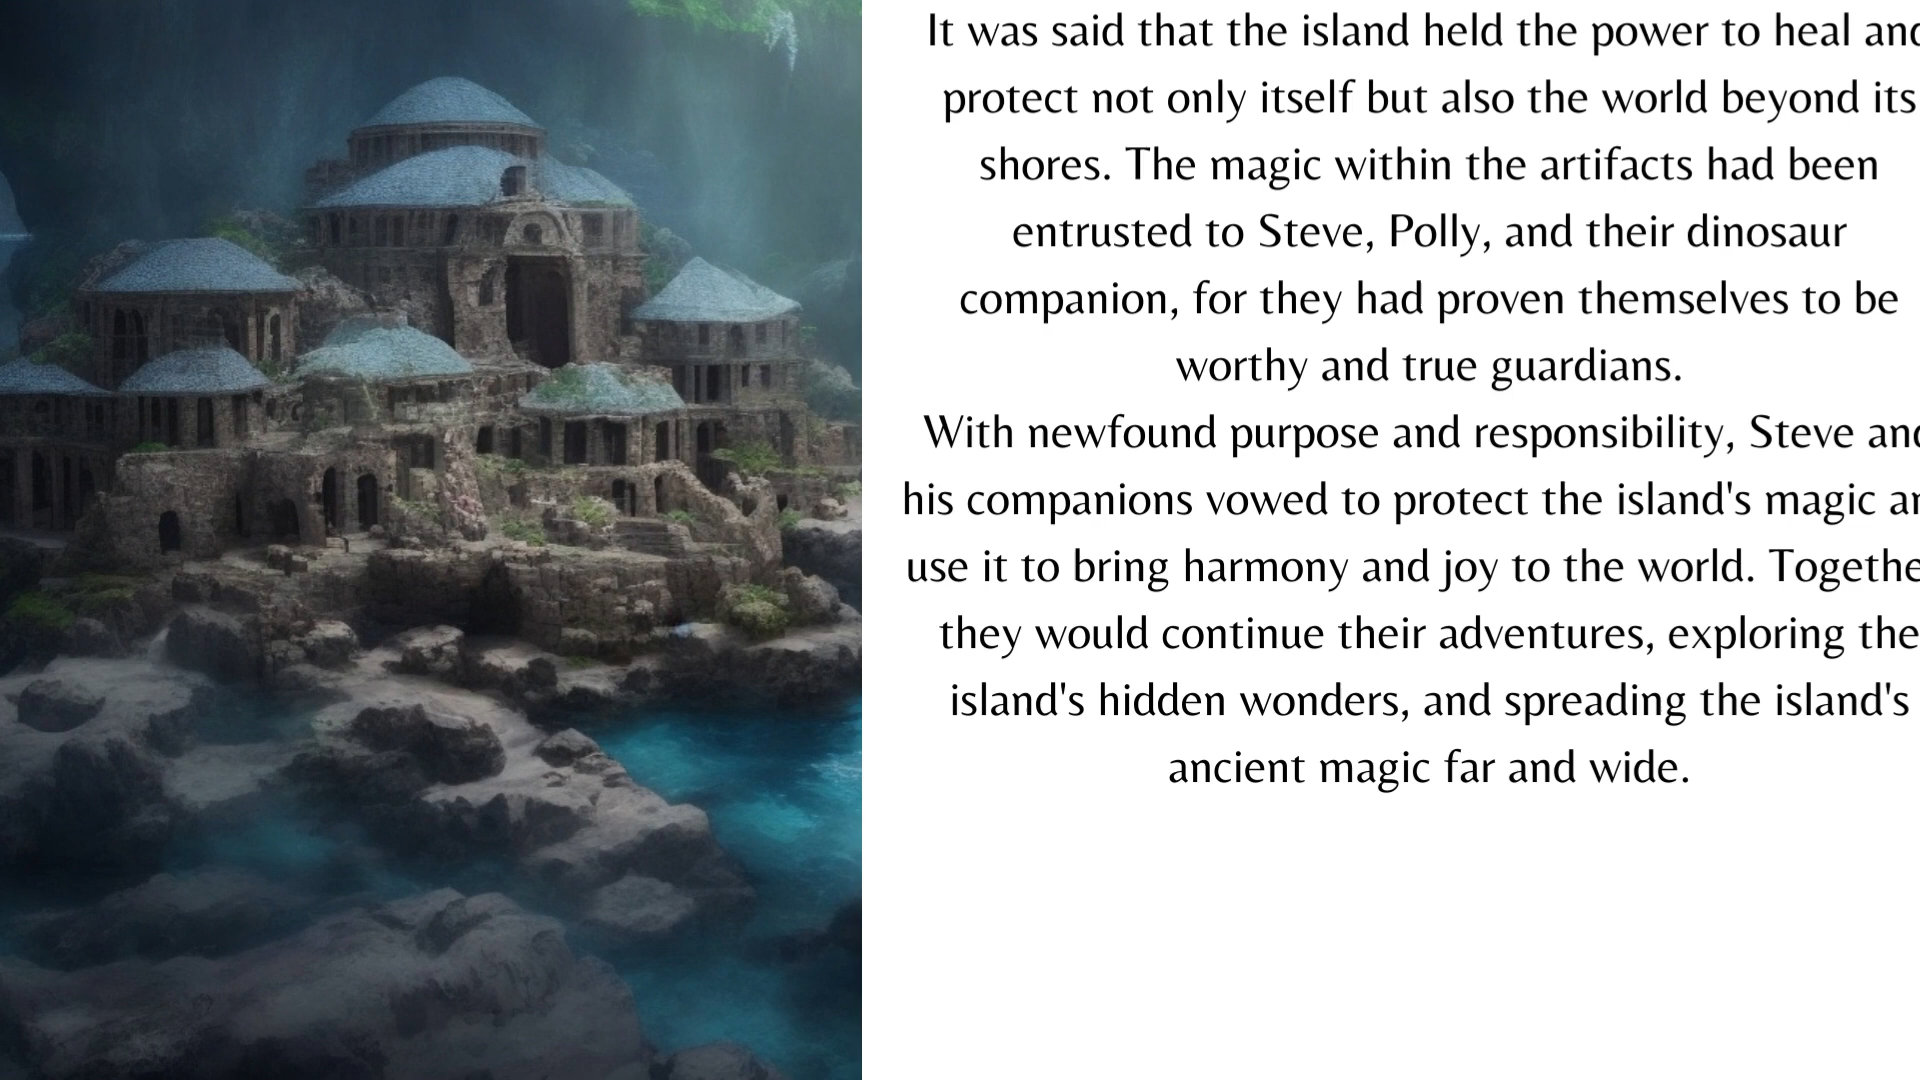 It was said that the island held the power to heal and
protect not only itself but also the world beyond its
shores. The magic within the artifacts had been
entrusted to Steve, Polly, and their dinosaur
companion, for they had proven themselves to be
worthy and true guardians.
With newfound purpose and responsibility, Steve and
his companions vowed to protect the island's magic an
use it to bring harmony and joy to the world. Togethe
they would continue their adventures, exploring the
island's hidden wonders, and spreading the island's
ancient magic far and wide.